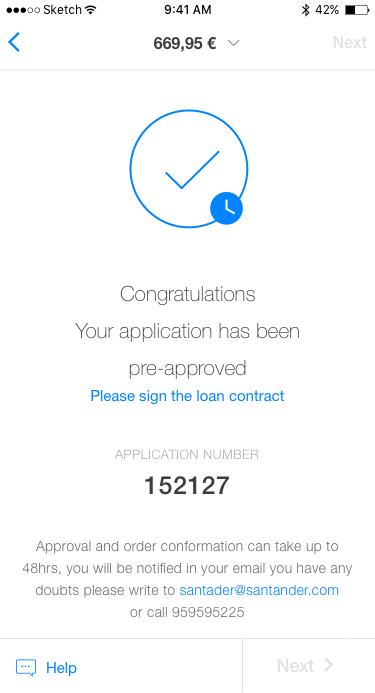 Sketch 9:41 AM 42%
669,95 € Next
Congratulations
Your application has been
pre-approved
Please sign the loan contract
APPLICATION NUMBER
152127
Approval and order conformation can take up to
48hrs, you will be notified in your email you have any
doubts please write to santader@santander.com
or call 959595225
Help Next